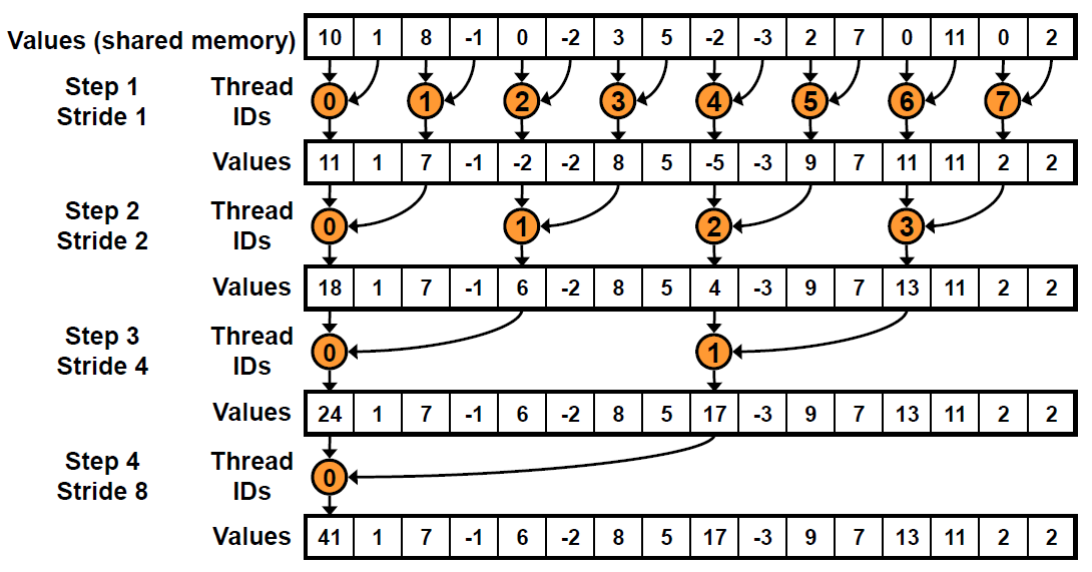 Values (shared memory) 10 1 8 -1 0 -2 3 5 -2 -3 2 7 0 11 0 2
Step 1 Thread 0 1 2 3 4 5 6 7
Stride 1 IDs
Values 11 1 7 -1 -2 -2 8 5 -5 -3 9 7 11 11 2 2
Step 2 Thread 0 1 2 3
Stride 2 IDs
Values 18 1 7 -1 6 -2 8 5 4 -3 9 7 13 11 2 2
Step 3 Thread 0 1
Stride 4 IDs
Values 24 1 7 -1 6 -2 8 5 17 -3 9 7 13 11 2 2
Step 4 Thread 0
Stride 8 IDs
Values 41 1 7 -1 6 -2 8 5 17 -3 9 7 13 11 2 2